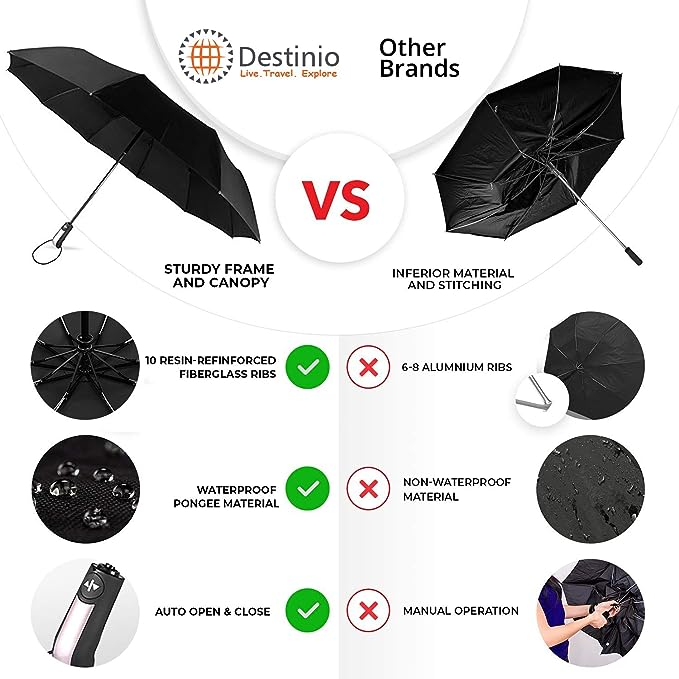 Destinio
Live. Travel. Explore
Other
Brands
VS
STURDY FRAME
AND CANOPY
INFERIOR MATERIAL
AND STITCHING
10 RESIN-REFINFORCED
FIBERGLASS RIBS
6-8 ALUMNIUM RIBS
WATERPROOF
PONGEE MATERIAL
NON-WATERPROOF
MATERIAL
AUTO OPEN & CLOSE
MANUAL OPERATION